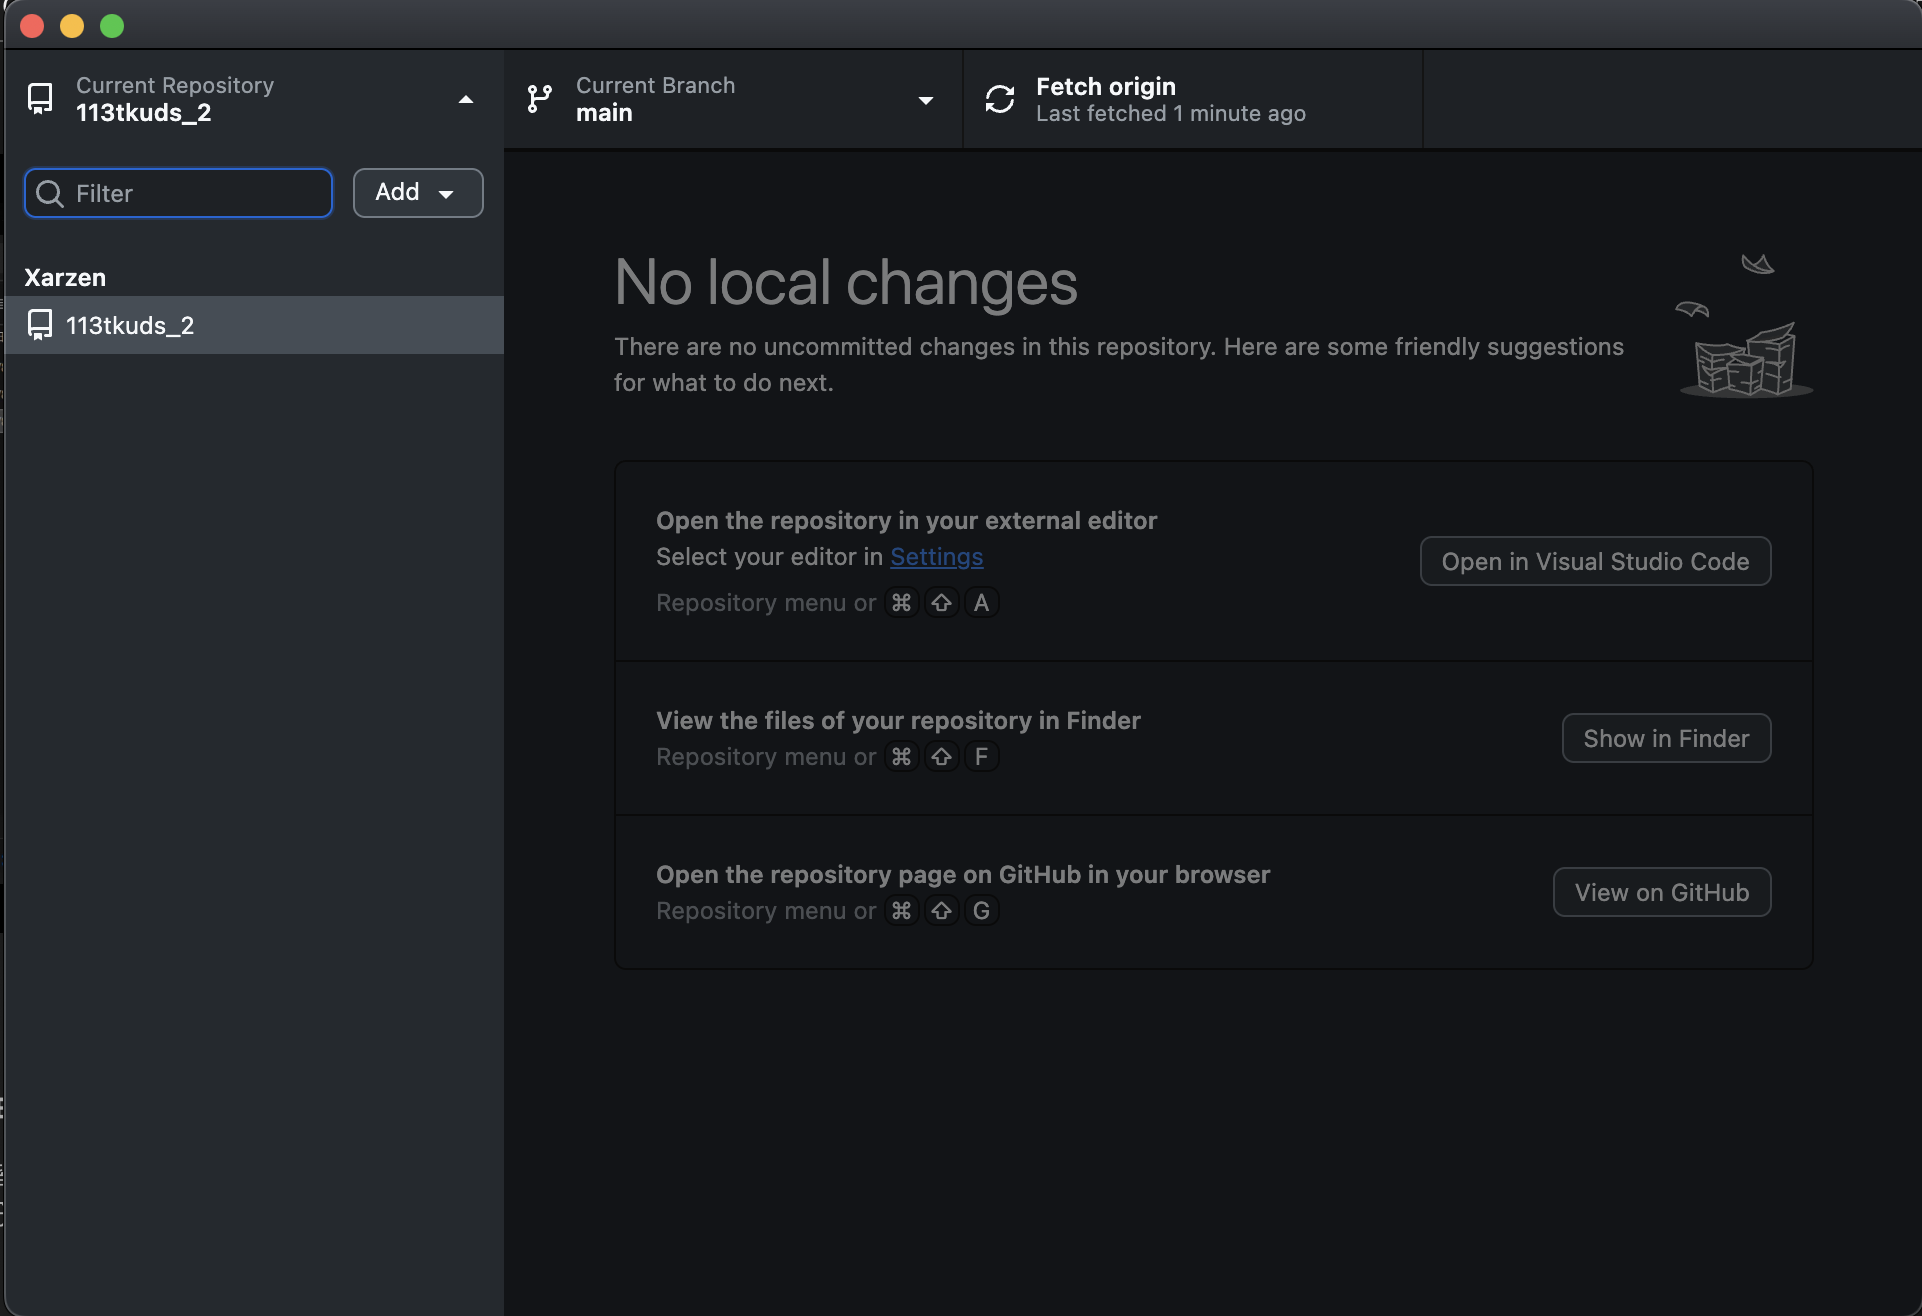 Current Repository
113tkuds_2
Current Branch
main
Fetch origin
Last fetched 1 minute ago
Filter
Add
Xarzen
113tkuds_2
No local changes
There are no uncommitted changes in this repository. Here are some friendly suggestions
for what to do next.
Open the repository in your external editor
Select your editor in Settings
Repository menu or ⌘ ⇧ A
Open in Visual Studio Code
View the files of your repository in Finder
Repository menu or ⌘ ⇧ F
Show in Finder
Open the repository page on GitHub in your browser
Repository menu or ⌘ ⇧ G
View on GitHub